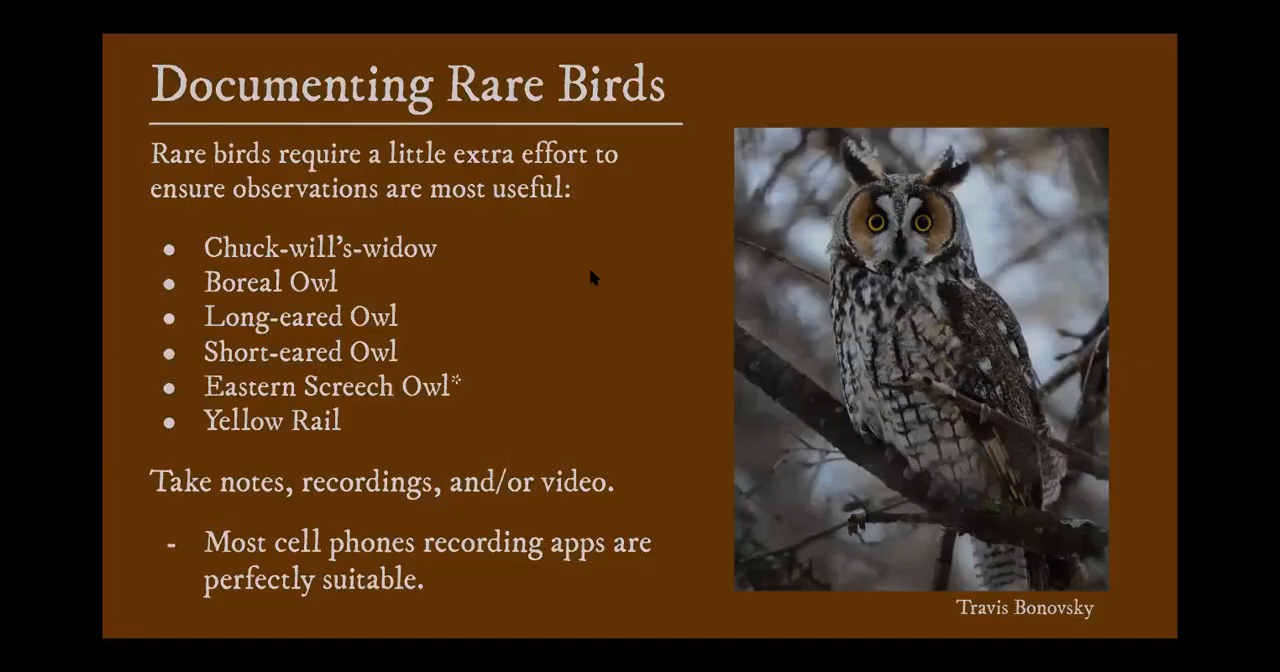 Documenting Rare Birds
Rare birds require a little extra effort to
ensure observations are most useful:
● Chuck-will's-widow
● Boreal Owl
● Long-eared Owl
● Short-eared Owl
● Eastern Screech Owl*
● Yellow Rail
Take notes, recordings, and/or video.
- Most cell phones recording apps are
perfectly suitable.
Travis Bonovsky